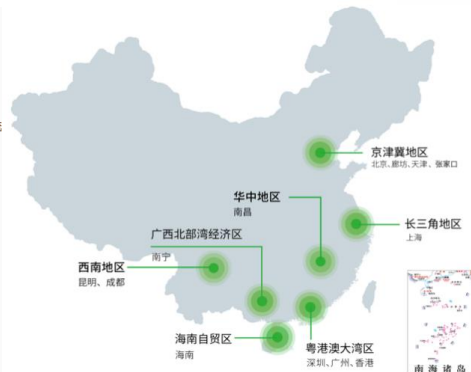 京津冀地区
北京、廊坊、天津、张家口
华中地区
南昌
长三角地区
上海
广西北部湾经济区
南宁
西南地区
昆明、成都
海南自贸区
海南
粤港澳大湾区
深圳、广州、香港
南海诸岛